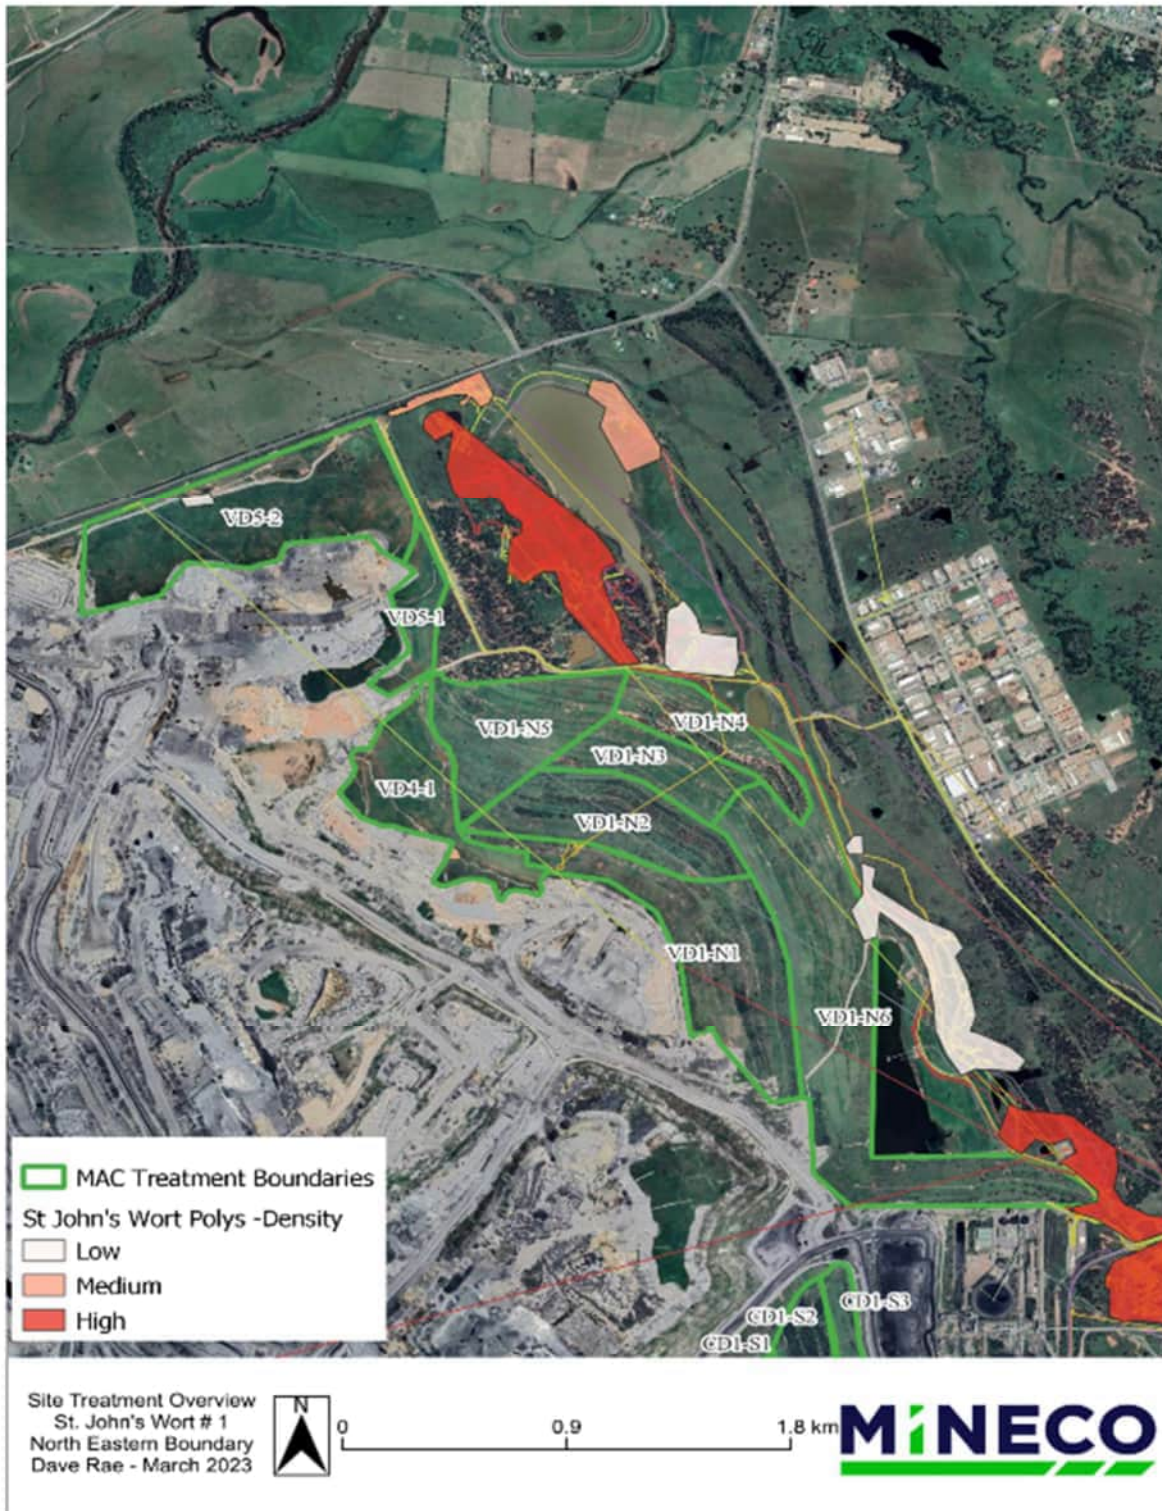 VD5-2
VD5-1
VD1-N5
VD1-N4
VD1-N3
VD4-1
VD1-N2
VD1-N1
VD1-N6
CD1-S3
CD1-S2
CD1-S1
MAC Treatment Boundaries
St John's Wort Polys -Density
Low
Medium
High
Site Treatment Overview
St. John's Wort # 1
North Eastern Boundary
Dave Rae - March 2023
N
0 0.9 1.8 km
MiNECO